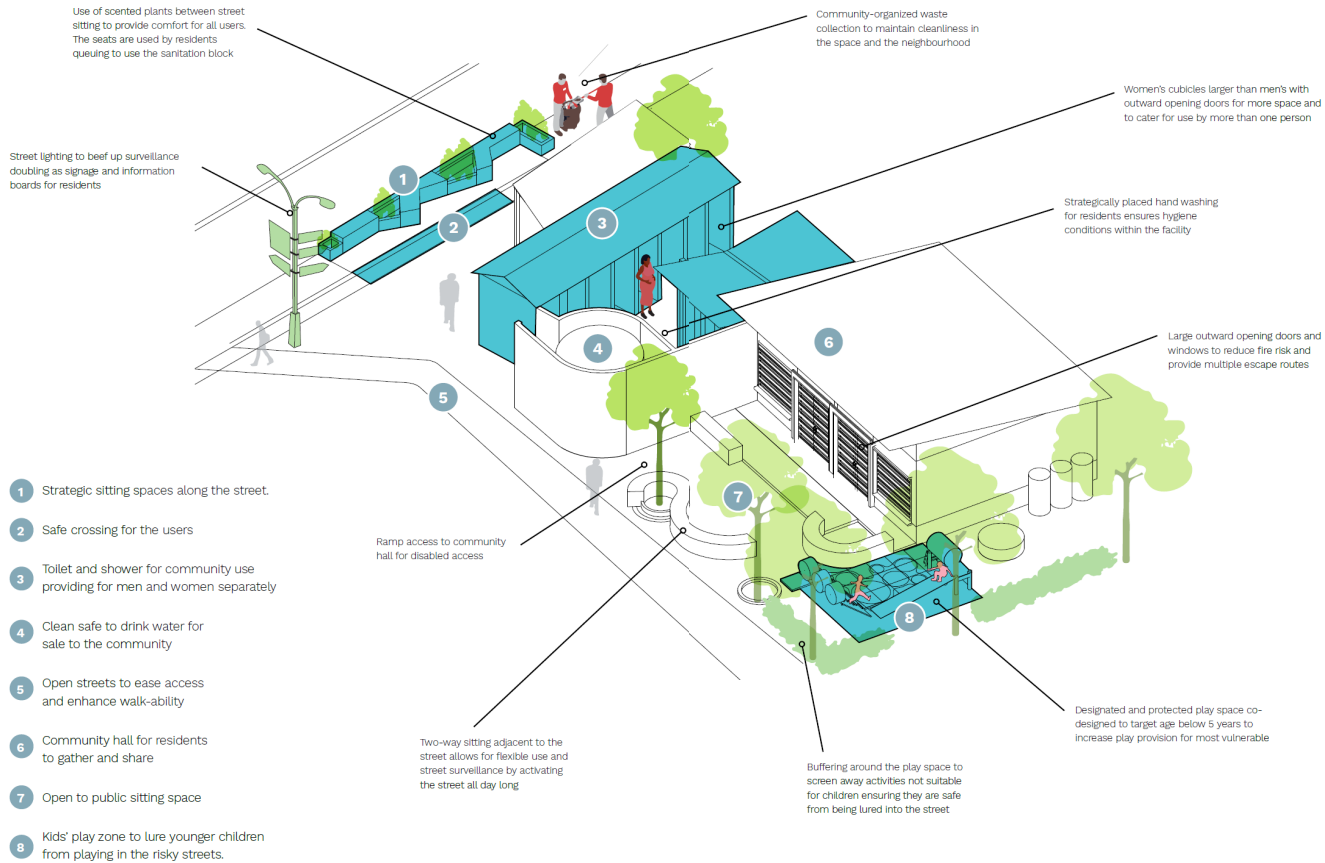 Use of scented plants between street
sitting to provide comfort for all users.
The seats are used by residents
queuing to use the sanitation block
Community-organized waste
collection to maintain cleanliness in
the space and the neighbourhood
Women's cubicles larger than men's with
outward opening doors for more space and
to cater for use by more than one person
Street lighting to beef up surveillance
doubling as signage and information
boards for residents
Strategically placed hand washing
for residents ensures hygiene
conditions within the facility
Large outward opening doors and
windows to reduce fire risk and
provide multiple escape routes
1
2
3
4
5
6
7
8
Ramp access to community
hall for disabled access
Two-way sitting adjacent to the
street allows for flexible use and
street surveillance by activating
the street all day long
Buffering around the play space to
screen away activities not suitable
for children ensuring they are safe
from being lured into the street
Designated and protected play space co-
designed to target age below 5 years to
increase play provision for most vulnerable
1 Strategic sitting spaces along the street.
2 Safe crossing for the users
3 Toilet and shower for community use
providing for men and women separately
4 Clean safe to drink water for
sale to the community
5 Open streets to ease access
and enhance walk-ability
6 Community hall for residents
to gather and share
7 Open to public sitting space
8 Kids' play zone to lure younger children
from playing in the risky streets.